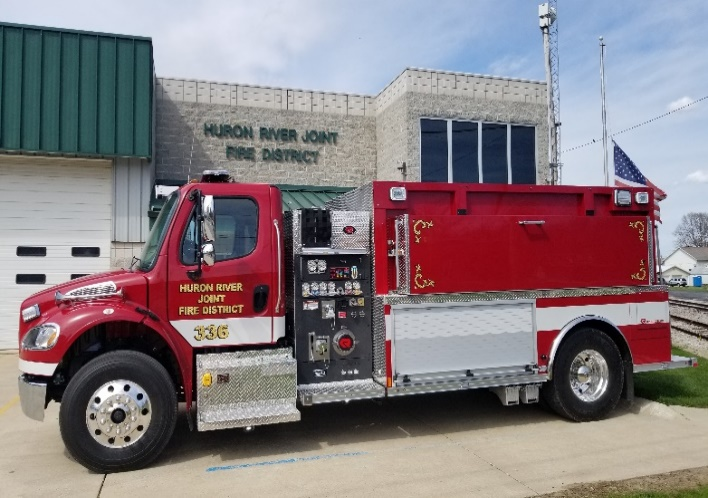 HURON RIVER JOINT
FIRE DISTRICT
HURON RIVER
JOINT
FIRE DISTRICT
336